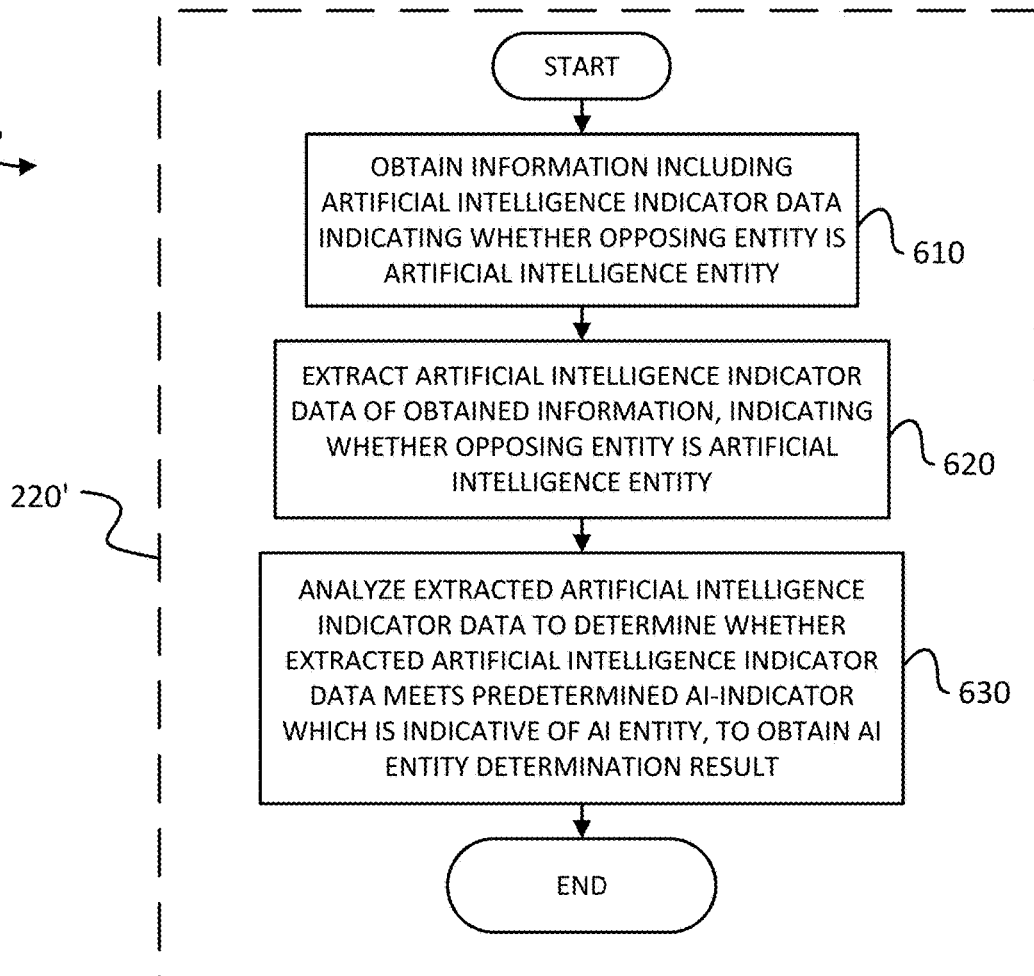 START
OBTAIN INFORMATION INCLUDING
ARTIFICIAL INTELLIGENCE INDICATOR DATA
INDICATING WHETHER OPPOSING ENTITY IS
ARTIFICIAL INTELLIGENCE ENTITY
610
EXTRACT ARTIFICIAL INTELLIGENCE INDICATOR
DATA OF OBTAINED INFORMATION, INDICATING
WHETHER OPPOSING ENTITY IS ARTIFICIAL
INTELLIGENCE ENTITY
620
220'
ANALYZE EXTRACTED ARTIFICIAL INTELLIGENCE
INDICATOR DATA TO DETERMINE WHETHER
EXTRACTED ARTIFICIAL INTELLIGENCE INDICATOR
DATA MEETS PREDETERMINED AI-INDICATOR
WHICH IS INDICATIVE OF AI ENTITY, TO OBTAIN AI
ENTITY DETERMINATION RESULT
630
END